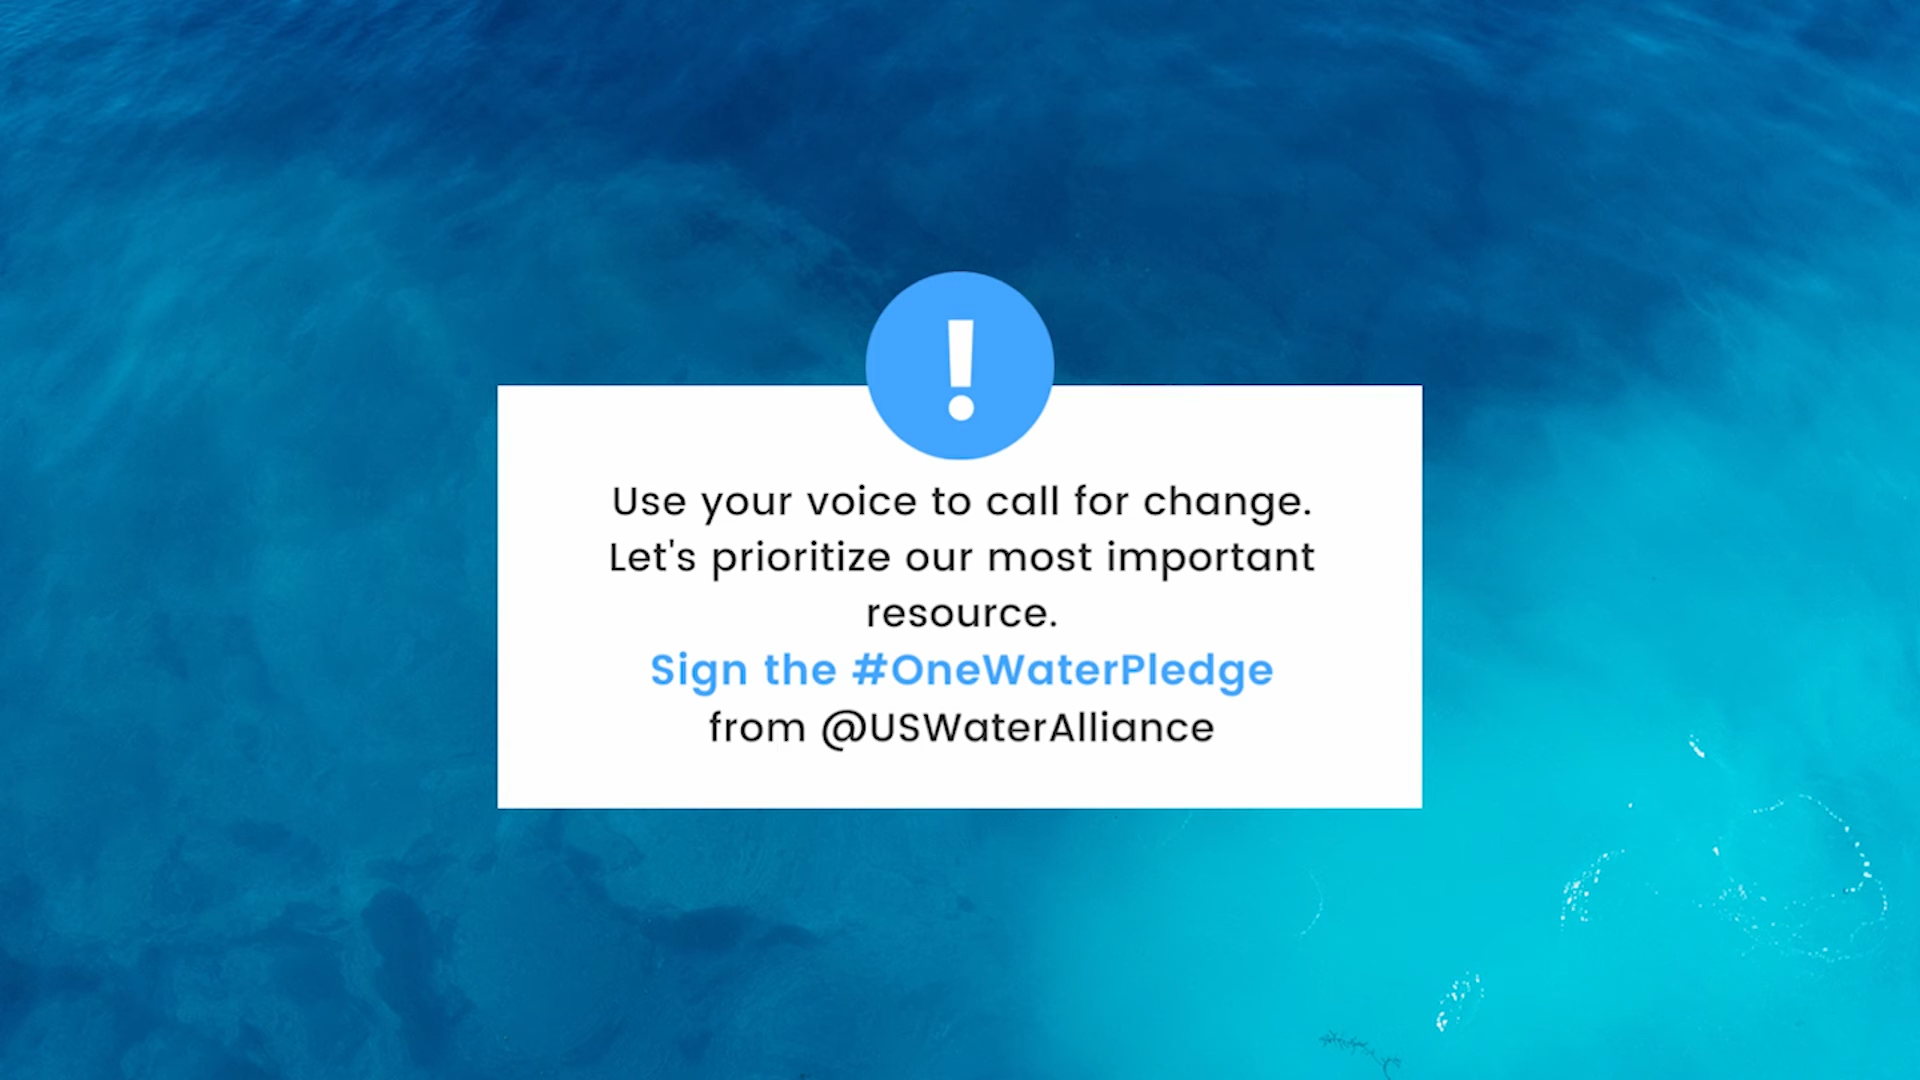 !
Use your voice to call for change.
Let's prioritize our most important
resource.
Sign the #OneWaterPledge
from @USWaterAlliance